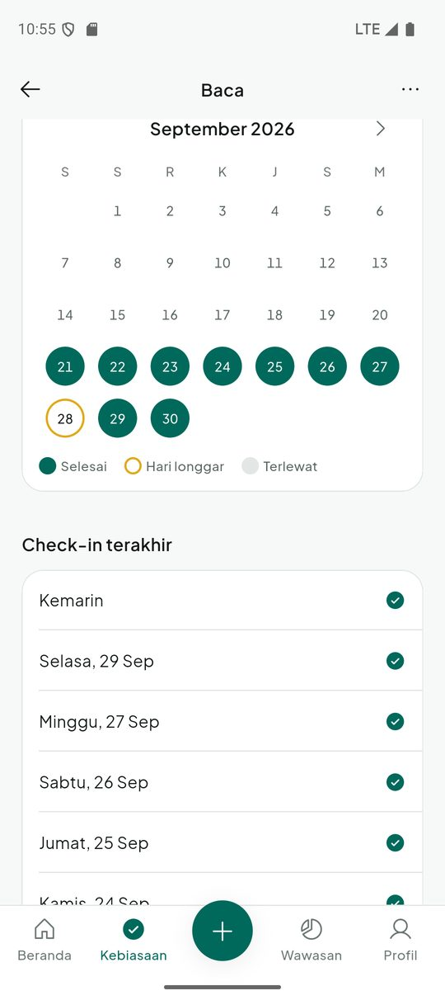 10:55
LTE
Baca
September 2026
S S R K J S M
1 2 3 4 5 6
7 8 9 10 11 12 13
14 15 16 17 18 19 20
21 22 23 24 25 26 27
28 29 30
Selesai Hari longgar Terlewat
Check-in terakhir
Kemarin
Selasa, 29 Sep
Minggu, 27 Sep
Sabtu, 26 Sep
Jumat, 25 Sep
Kamis, 24 Sep
Beranda Kebiasaan Wawasan Profil